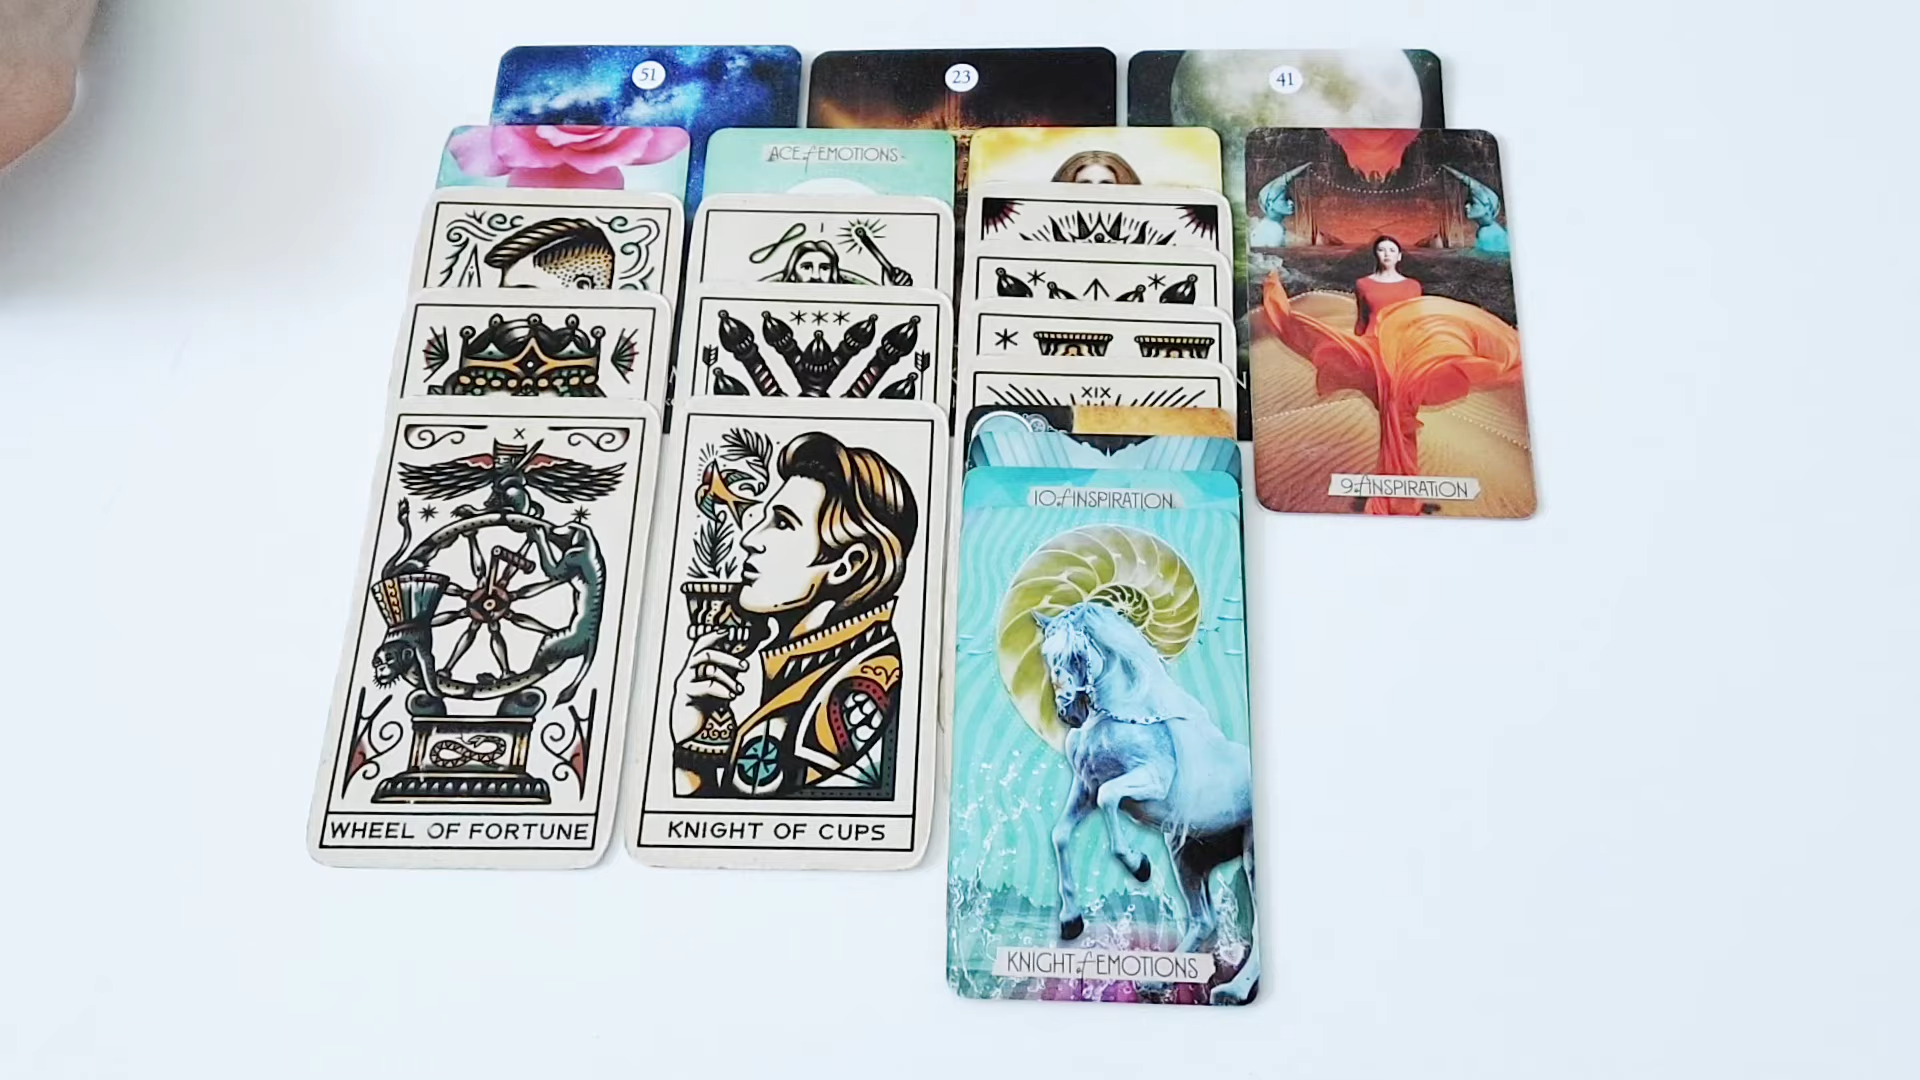 51
23
41
ACE of EMOTIONS
I
9 of INSPIRATION
XIX
X
10 of INSPIRATION
WHEEL OF FORTUNE
KNIGHT OF CUPS
KNIGHT of EMOTIONS